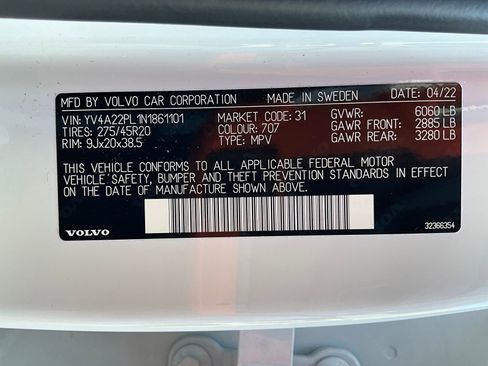 MFD BY VOLVO CAR CORPORATION MADE IN SWEDEN DATE: 04/22
VIN: YV4A22PL1N1861101 MARKET CODE: 31 GVWR: 6060 LB
TIRES: 275/45R20 COLOUR: 707 GAWR FRONT: 2885 LB
RIM: 9Jx20x38.5 TYPE: MPV GAWR REAR: 3280 LB
THIS VEHICLE CONFORMS TO ALL APPLICABLE FEDERAL MOTOR
VEHICLE SAFETY, BUMPER AND THEFT PREVENTION STANDARDS IN EFFECT
ON THE DATE OF MANUFACTURE SHOWN ABOVE.
VOLVO 32366354